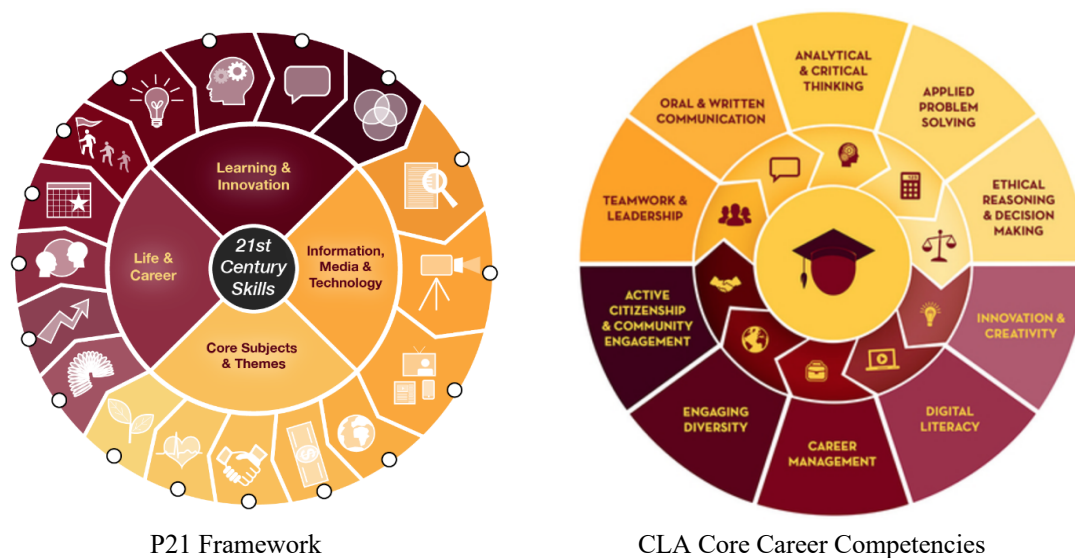 Learning &
Innovation
Life &
Career
21st
Century
Skills
Information,
Media &
Technology
Core Subjects
& Themes
P21 Framework
ANALYTICAL
& CRITICAL
THINKING
APPLIED
PROBLEM
SOLVING
ETHICAL
REASONING
& DECISION
MAKING
INNOVATION &
CREATIVITY
DIGITAL
LITERACY
CAREER
MANAGEMENT
ENGAGING
DIVERSITY
ACTIVE
CITIZENSHIP
& COMMUNITY
ENGAGEMENT
TEAMWORK &
LEADERSHIP
ORAL & WRITTEN
COMMUNICATION
CLA Core Career Competencies